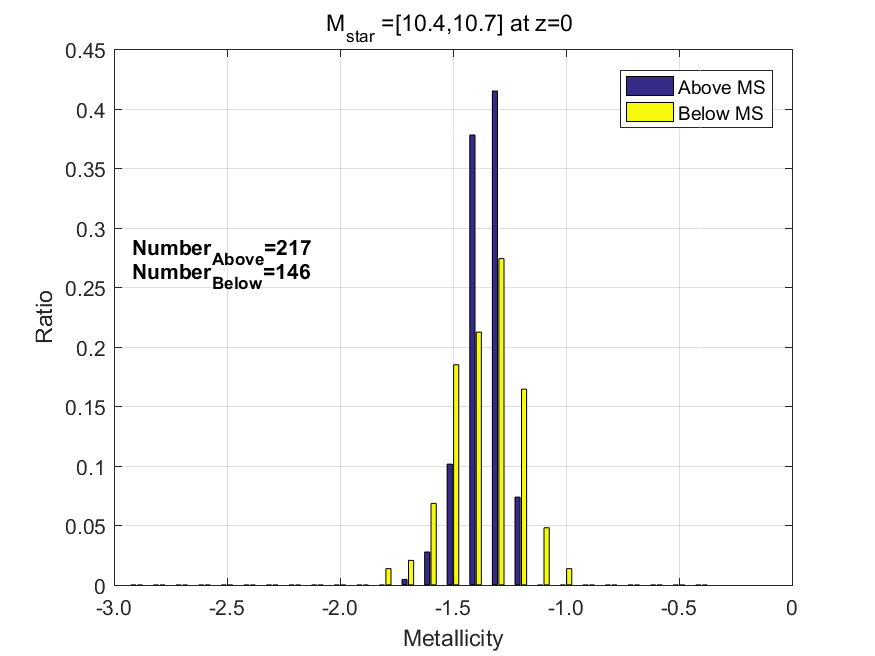 M_star =[10.4,10.7] at z=0
0.45
Above MS
Below MS
0.4
0.35
0.3
Number_Above=217
Number_Below=146
0.25
0.2
0.15
0.1
0.05
0
Ratio
-3.0 -2.5 -2.0 -1.5 -1.0 -0.5 0
Metallicity